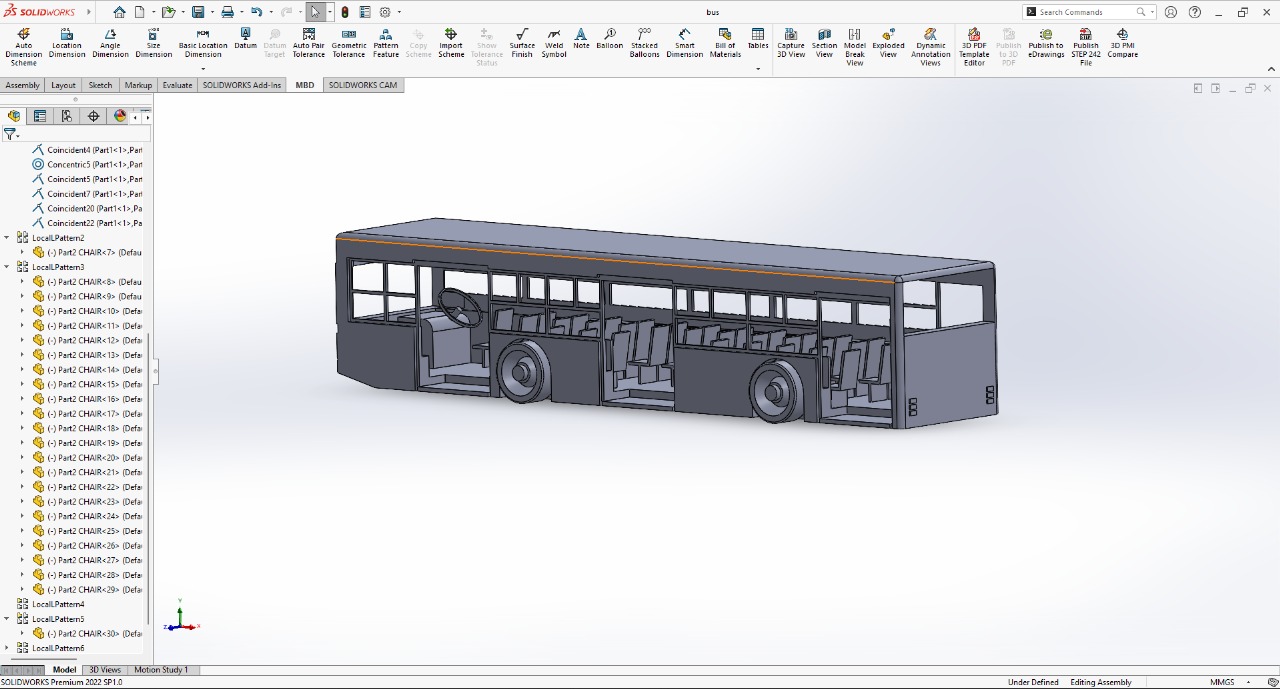 SOLIDWORKS
bus
Search Commands
Auto Dimension Scheme
Location Dimension
Angle Dimension
Size Dimension
Basic Location Dimension
Datum
Datum Target
Auto Pair Tolerance
Geometric Tolerance
Pattern Feature
Copy Scheme
Import Scheme
Show Tolerance Status
Surface Finish
Weld Symbol
Note
Balloon
Stacked Balloons
Smart Dimension
Bill of Materials
Tables
Capture 3D View
Section View
Model Break View
Exploded View
Dynamic Annotation Views
3D PDF Template Editor
Publish to 3D PDF
Publish to eDrawings
Publish STEP 242 File
3D PMI Compare
Assembly
Layout
Sketch
Markup
Evaluate
SOLIDWORKS Add-Ins
MBD
SOLIDWORKS CAM
Coincident4 (Part1<1>,Part
Concentric5 (Part1<1>,Part
Coincident5 (Part1<1>,Part
Coincident7 (Part1<1>,Part
Coincident20 (Part1<1>,Pa
Coincident22 (Part1<1>,Pa
LocalLPattern2
(-) Part2 CHAIR<7> (Defau
LocalLPattern3
(-) Part2 CHAIR<8> (Defau
(-) Part2 CHAIR<9> (Defau
(-) Part2 CHAIR<10> (Defa
(-) Part2 CHAIR<11> (Defa
(-) Part2 CHAIR<12> (Defa
(-) Part2 CHAIR<13> (Defa
(-) Part2 CHAIR<14> (Defa
(-) Part2 CHAIR<15> (Defa
(-) Part2 CHAIR<16> (Defa
(-) Part2 CHAIR<17> (Defa
(-) Part2 CHAIR<18> (Defa
(-) Part2 CHAIR<19> (Defa
(-) Part2 CHAIR<20> (Defa
(-) Part2 CHAIR<21> (Defa
(-) Part2 CHAIR<22> (Defa
(-) Part2 CHAIR<23> (Defa
(-) Part2 CHAIR<24> (Defa
(-) Part2 CHAIR<25> (Defa
(-) Part2 CHAIR<26> (Defa
(-) Part2 CHAIR<27> (Defa
(-) Part2 CHAIR<28> (Defa
(-) Part2 CHAIR<29> (Defa
LocalLPattern4
LocalLPattern5
(-) Part2 CHAIR<30> (Defa
LocalLPattern6
Y
Z
X
Model
3D Views
Motion Study 1
SOLIDWORKS Premium 2022 SP1.0
Under Defined
Editing Assembly
MMGS